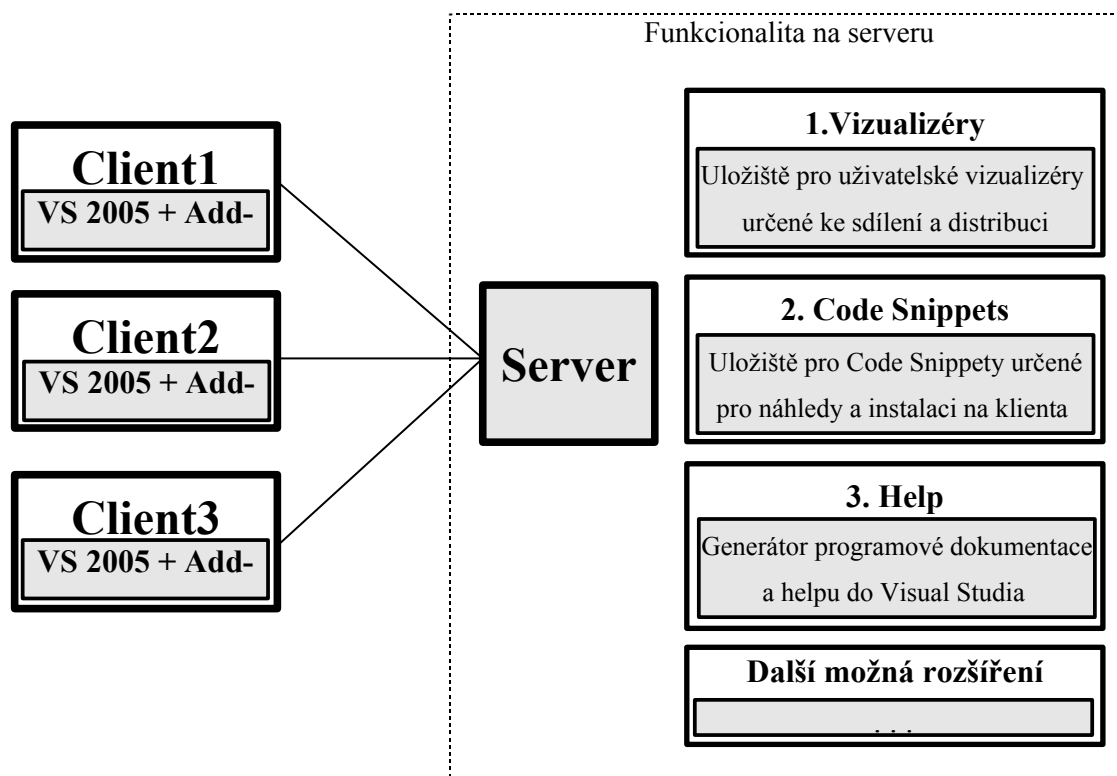 Funkcionalita na serveru
Client1
VS 2005 + Add-
Client2
VS 2005 + Add-
Client3
VS 2005 + Add-
Server
1.Vizualizéry
Uložiště pro uživatelské vizualizéry
určené ke sdílení a distribuci
2. Code Snippets
Uložiště pro Code Snippety určené
pro náhledy a instalaci na klienta
3. Help
Generátor programové dokumentace
a helpu do Visual Studia
Další možná rozšíření
. . .